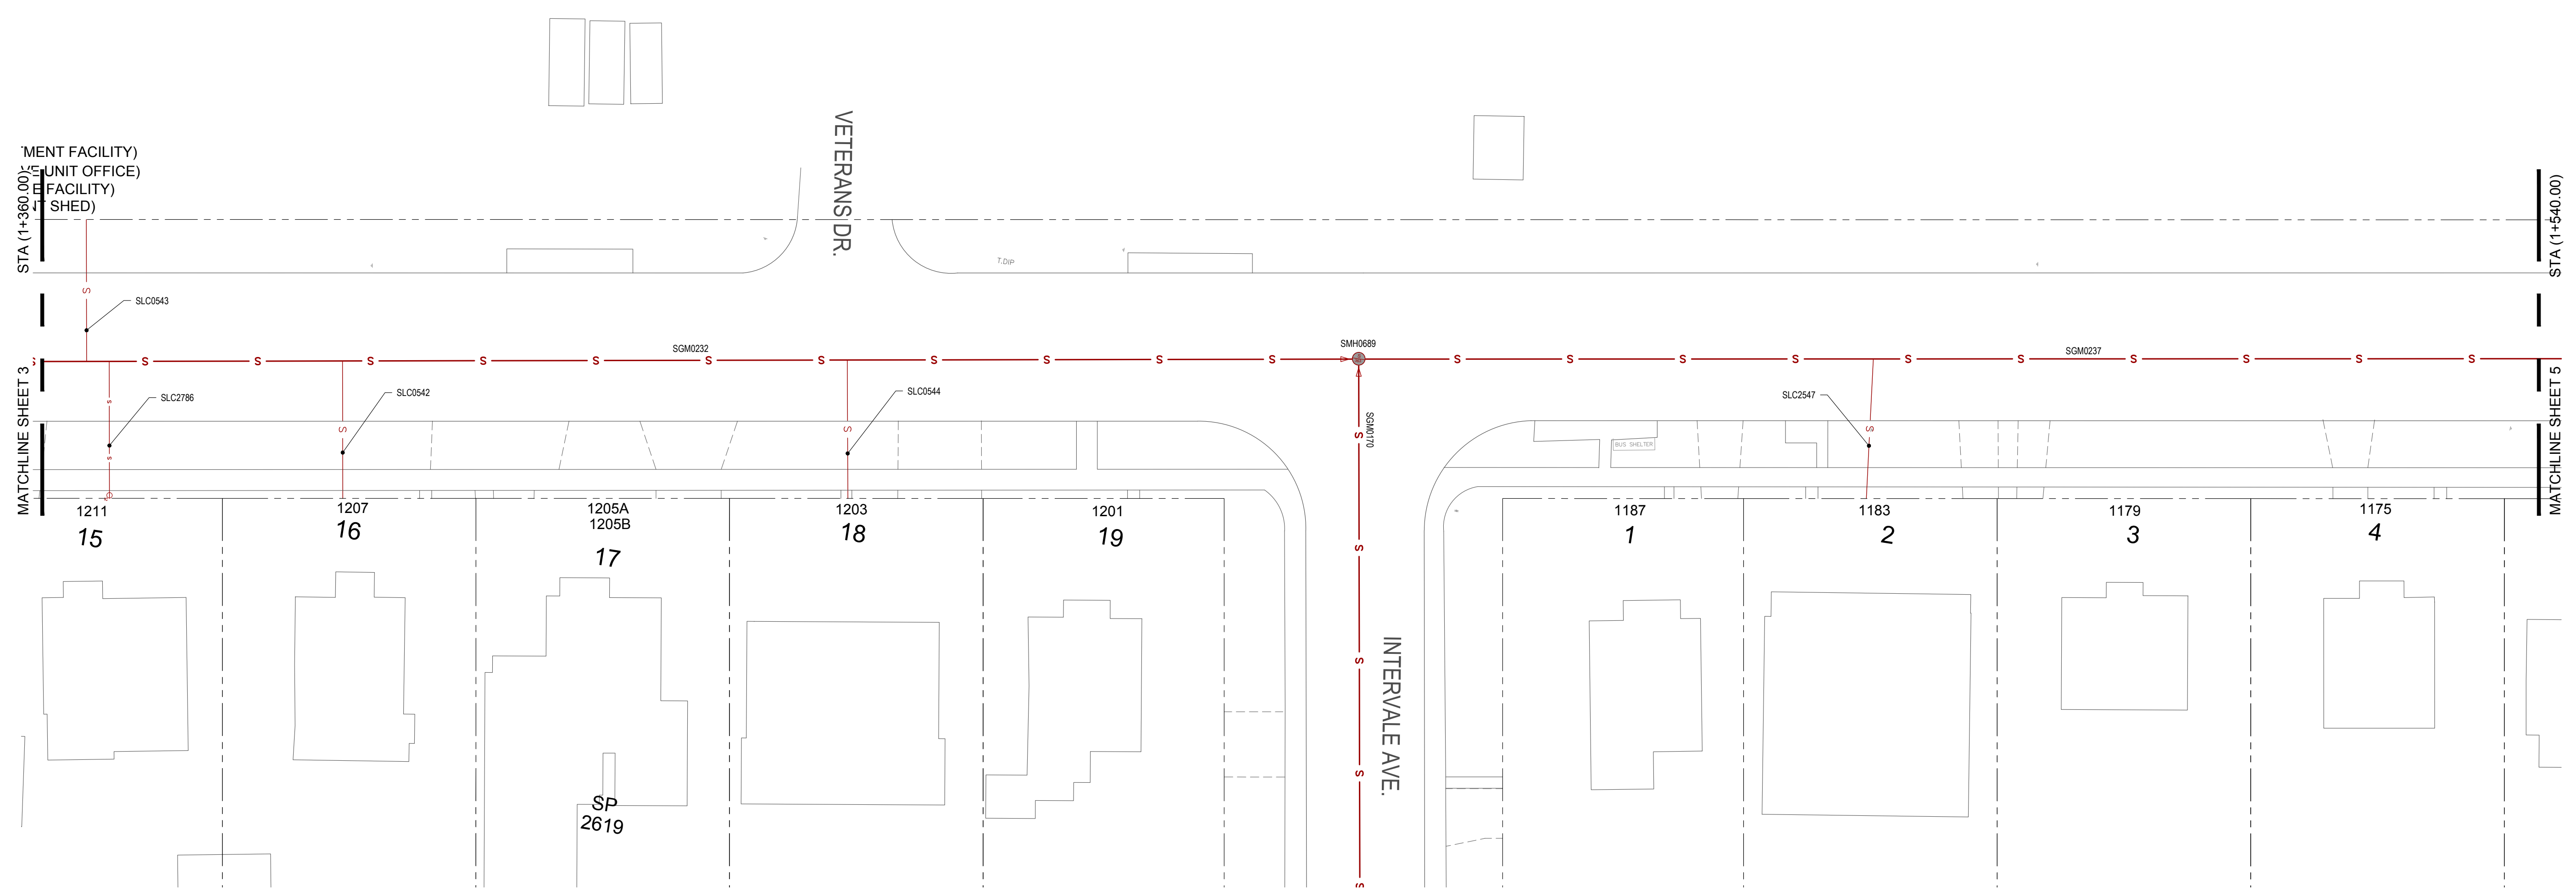 MENT FACILITY)
VE UNIT OFFICE)
E FACILITY)
NT SHED)
STA (1+360.00)
MATCHLINE SHEET 3
VETERANS DR.
T.DIP
STA (1+540.00)
MATCHLINE SHEET 5
SLC0543
SGM0232
SMH0689
SGM0237
SLC2786
SLC0542
SLC0544
SGM0170
SLC2547
BUS SHELTER
S S S S S S S S S S S S S S S S S S S S S S
S
S
S
S
S
S
S
S
S
S
S
S
1211
15
1207
16
1205A
1205B
17
1203
18
1201
19
1187
1
1183
2
1179
3
1175
4
INTERVALE AVE.
SP
2619